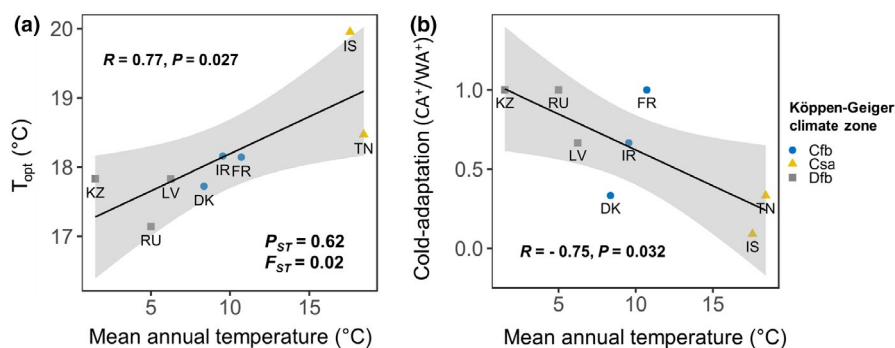 (a)
20
19
18
17
T_opt (°C)
R = 0.77, P = 0.027
IS
TN
KZ
LV
IR
FR
DK
RU
P_ST = 0.62
F_ST = 0.02
5
10
15
Mean annual temperature (°C)
(b)
1.0
0.5
0.0
Cold-adaptation (CA⁺/WA⁺)
KZ
RU
FR
LV
IR
DK
TN
IS
R = - 0.75, P = 0.032
5
10
15
Mean annual temperature (°C)
Köppen-Geiger
climate zone
Cfb
Csa
Dfb